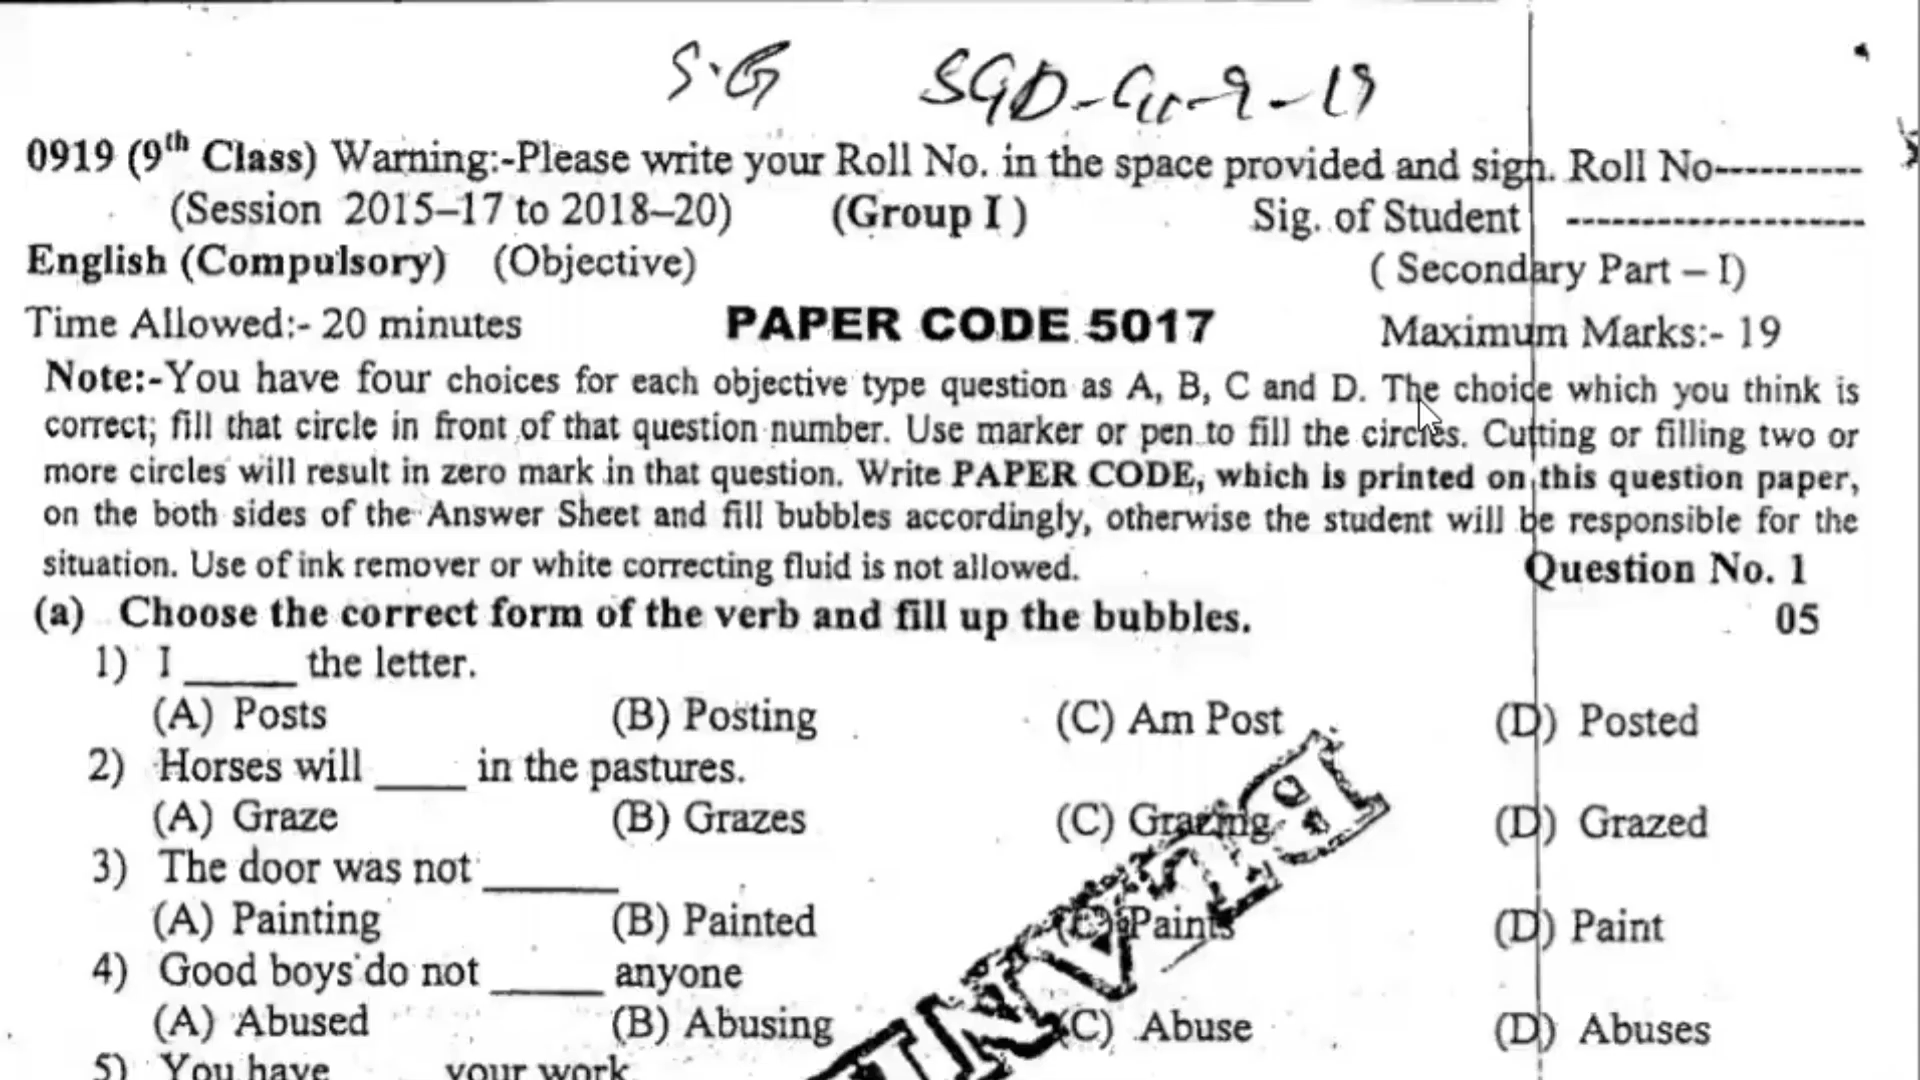 S.G SGD-G11-9-19
0919 (9th Class) Warning:-Please write your Roll No. in the space provided and sign. Roll No----------
(Session 2015–17 to 2018–20) (Group I ) Sig. of Student --------------------
English (Compulsory) (Objective) ( Secondary Part – I)
Time Allowed:- 20 minutes PAPER CODE 5017 Maximum Marks:- 19
Note:-You have four choices for each objective type question as A, B, C and D. The choice which you think is
correct; fill that circle in front of that question number. Use marker or pen to fill the circles. Cutting or filling two or
more circles will result in zero mark in that question. Write PAPER CODE, which is printed on this question paper,
on the both sides of the Answer Sheet and fill bubbles accordingly, otherwise the student will be responsible for the
situation. Use of ink remover or white correcting fluid is not allowed. Question No. 1
(a) Choose the correct form of the verb and fill up the bubbles. 05
1) I _____ the letter.
(A) Posts (B) Posting (C) Am Post (D) Posted
2) Horses will ____ in the pastures.
(A) Graze (B) Grazes (C) Grazing (D) Grazed
3) The door was not ______
(A) Painting (B) Painted (C) Paints (D) Paint
4) Good boys do not _____ anyone
(A) Abused (B) Abusing (C) Abuse (D) Abuses
5) You have ____ your work.